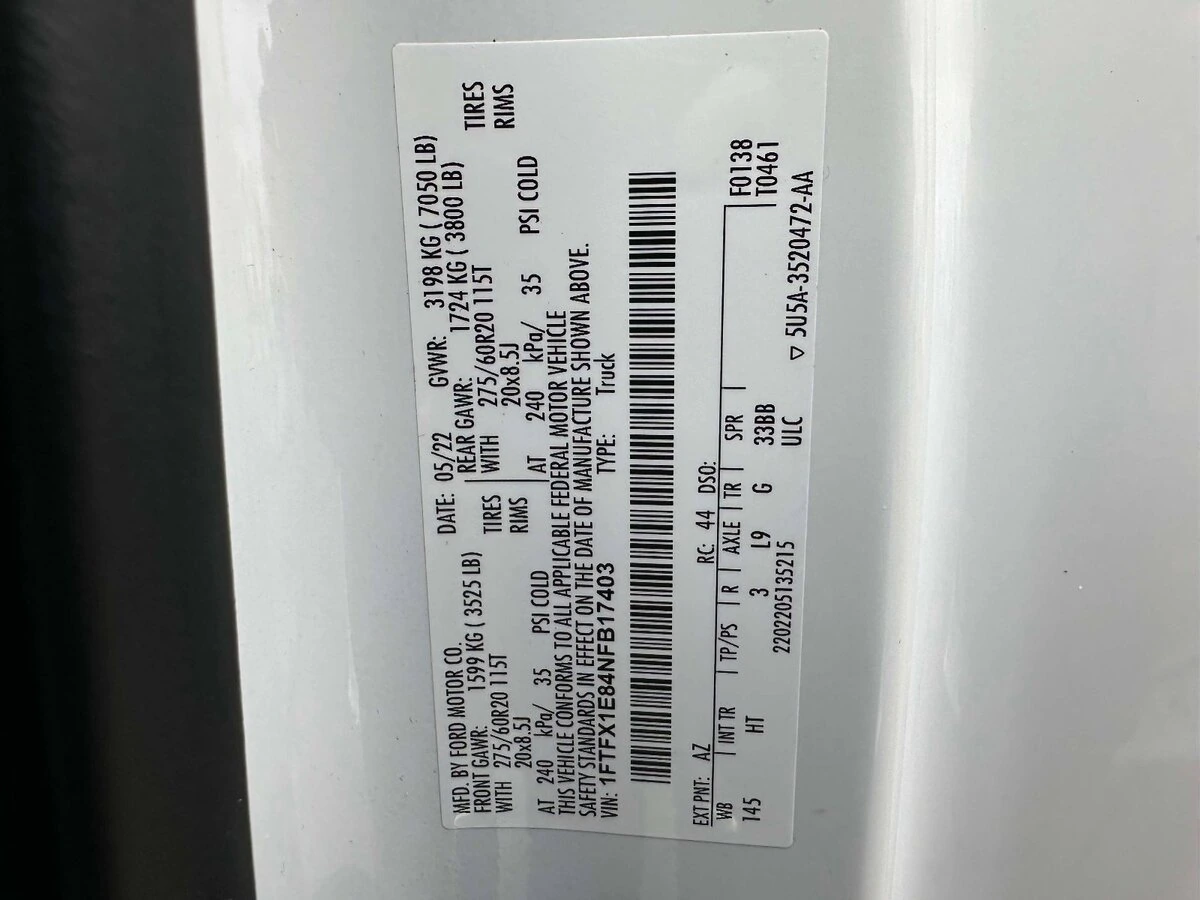 MFD. BY FORD MOTOR CO. DATE: 05/22 GVWR: 3198 KG ( 7050 LB)
FRONT GAWR: 1599 KG ( 3525 LB) REAR GAWR: 1724 KG ( 3800 LB)
WITH 275/60R20 115T TIRES WITH 275/60R20 115T TIRES
20x8.5J RIMS 20x8.5J RIMS
AT 240 kPa/ 35 PSI COLD AT 240 kPa/ 35 PSI COLD
THIS VEHICLE CONFORMS TO ALL APPLICABLE FEDERAL MOTOR VEHICLE
SAFETY STANDARDS IN EFFECT ON THE DATE OF MANUFACTURE SHOWN ABOVE.
VIN: 1FTFX1E84NFB17403 TYPE: Truck
EXT PNT: AZ RC: 44 DSO: F0138
WB INT TR TP/PS R AXLE TR SPR T0461
145 HT 3 L9 G 33BB
2202205135215 ULC
▽ 5U5A-3520472-AA